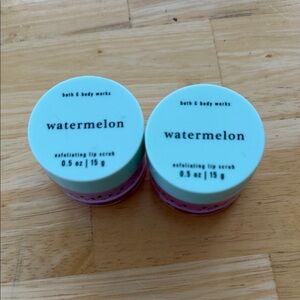 bath & body works
watermelon
exfoliating lip scrub
0.5 oz | 15 g
bath & body works
watermelon
exfoliating lip scrub
0.5 oz | 15 g